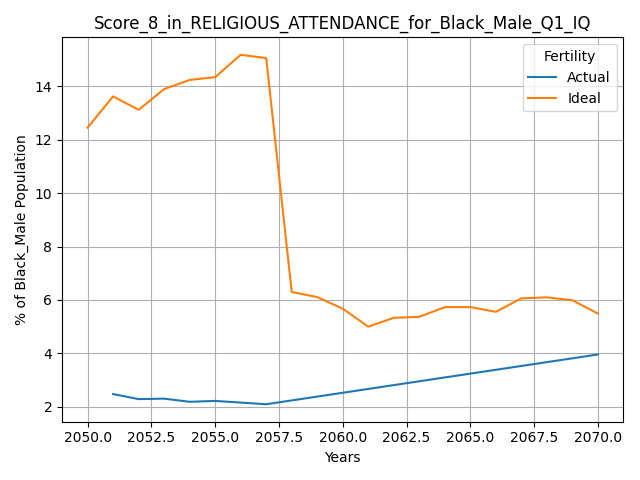 Score_8_in_RELIGIOUS_ATTENDANCE_for_Black_Male_Q1_IQ
Fertility
Actual
Ideal
% of Black_Male Population
14
12
10
8
6
4
2
2050.0 2052.5 2055.0 2057.5 2060.0 2062.5 2065.0 2067.5 2070.0
Years